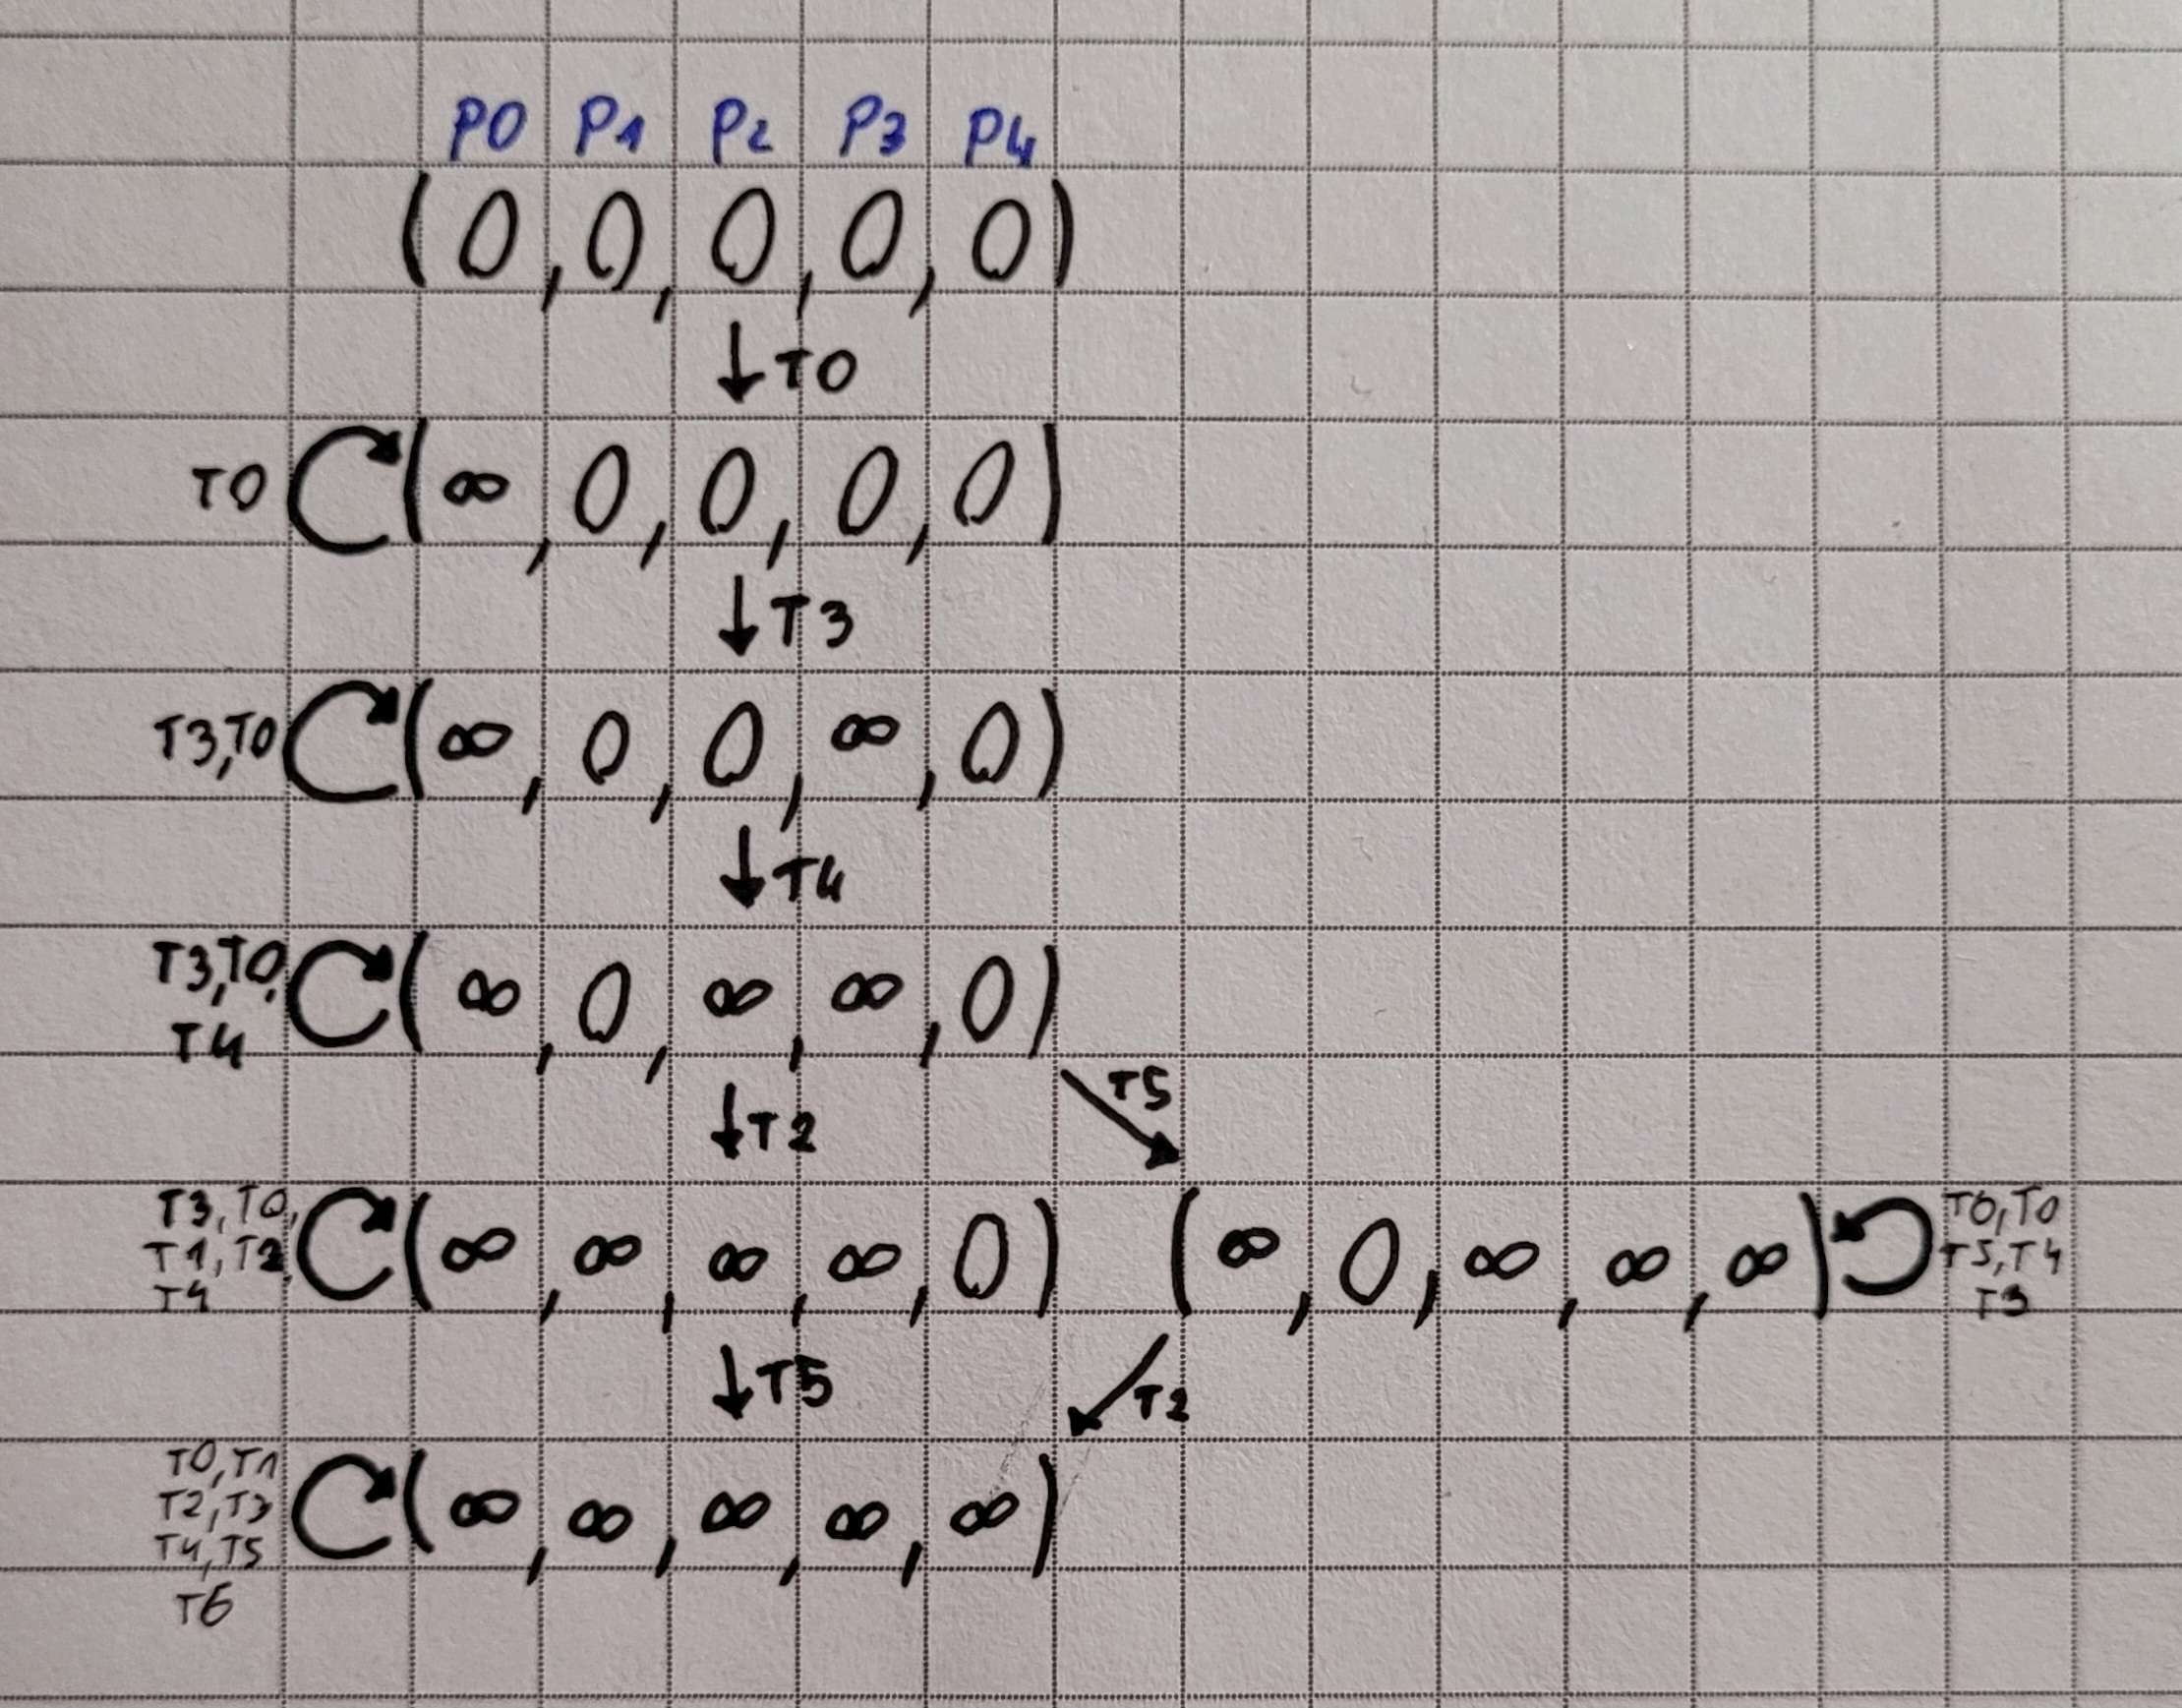 P0 P1 P2 P3 P4
(0,0,0,0,0)
↓T0
T0 (∞,0,0,0,0)
↓T3
T3,T0 (∞,0,0,∞,0)
↓T4
T3,T0,
T4
(∞,0,∞,∞,0)
↓T2
T5
T3,T0,
T1,T2,
T4
(∞,∞,∞,∞,0)
(∞,0,∞,∞,∞)
T6,T0
T5,T4
T3
↓T5
T2
T0,T1
T2,T3
T4,T5
T6
(∞,∞,∞,∞,∞)